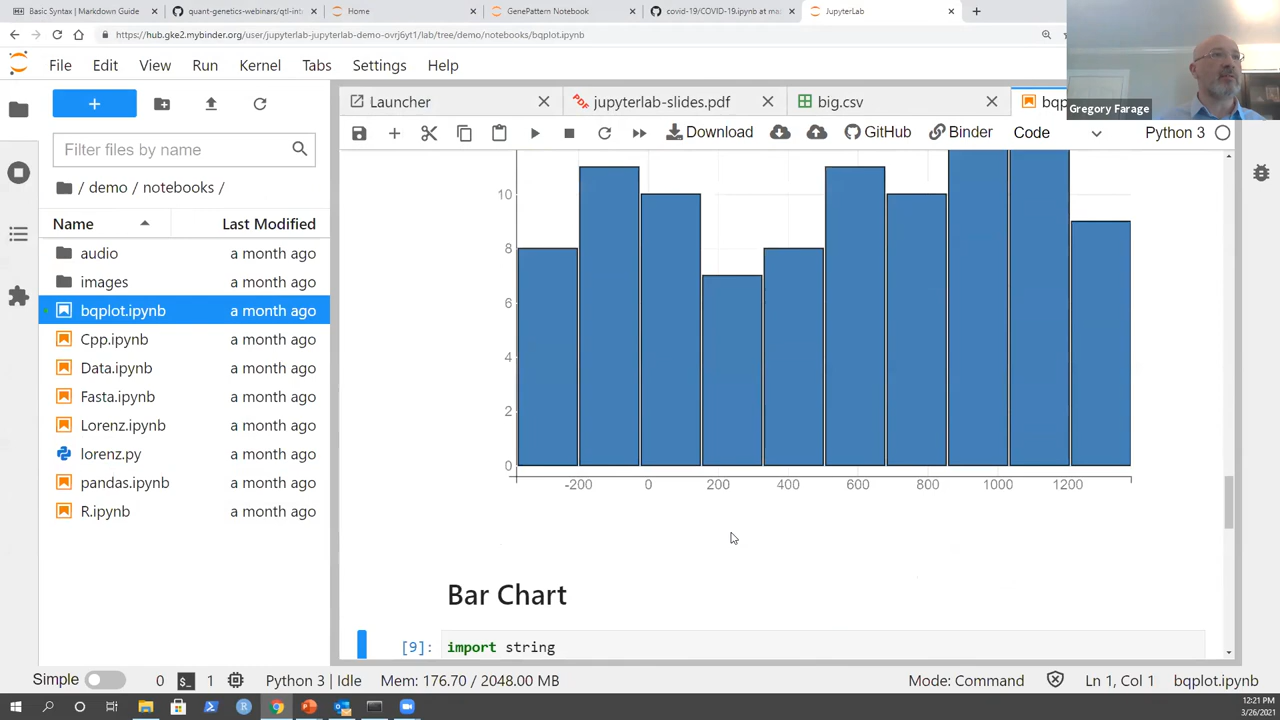 Basic Syntax | Markdown Guide
quant-genetics-webinars/qtl-int
Home
GenePattern Notebook
covid-19/COVID-19.ipynb at ma
JupyterLab
https://hub.gke2.mybinder.org/user/jupyterlab-jupyterlab-demo-ovrj6yt1/lab/tree/demo/notebooks/bqplot.ipynb
File Edit View Run Kernel Tabs Settings Help
Gregory Farage
Launcher
jupyterlab-slides.pdf
big.csv
bqp
Download GitHub Binder Code Python 3
Filter files by name
/ demo / notebooks /
Name Last Modified
audio a month ago
images a month ago
bqplot.ipynb a month ago
Cpp.ipynb a month ago
Data.ipynb a month ago
Fasta.ipynb a month ago
Lorenz.ipynb a month ago
lorenz.py a month ago
pandas.ipynb a month ago
R.ipynb a month ago
10
8
6
4
2
0
-200 0 200 400 600 800 1000 1200
Bar Chart
[9]: import string
Simple 0 $_ 1 Python 3 | Idle Mem: 176.70 / 2048.00 MB Mode: Command Ln 1, Col 1 bqplot.ipynb
12:21 PM
3/26/2021